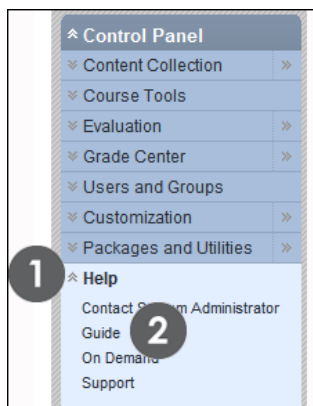 Control Panel
Content Collection
Course Tools
Evaluation
Grade Center
Users and Groups
Customization
Packages and Utilities
1
Help
Contact Administrator
Guide
2
On Demand
Support